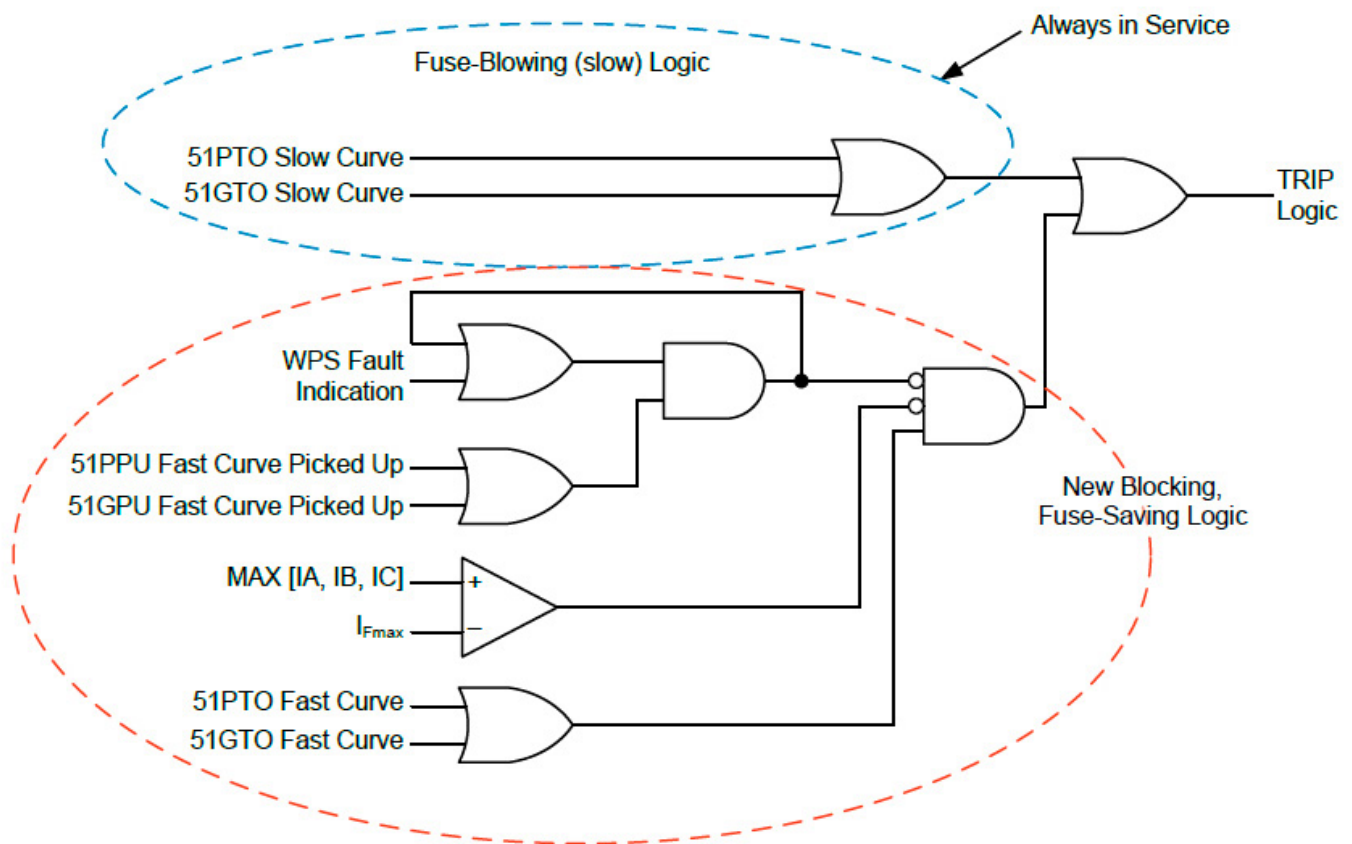 Always in Service
Fuse-Blowing (slow) Logic
51PTO Slow Curve
51GTO Slow Curve
TRIP
Logic
WPS Fault
Indication
51PPU Fast Curve Picked Up
51GPU Fast Curve Picked Up
New Blocking,
Fuse-Saving Logic
MAX [IA, IB, IC]
+
IFmax
–
51PTO Fast Curve
51GTO Fast Curve